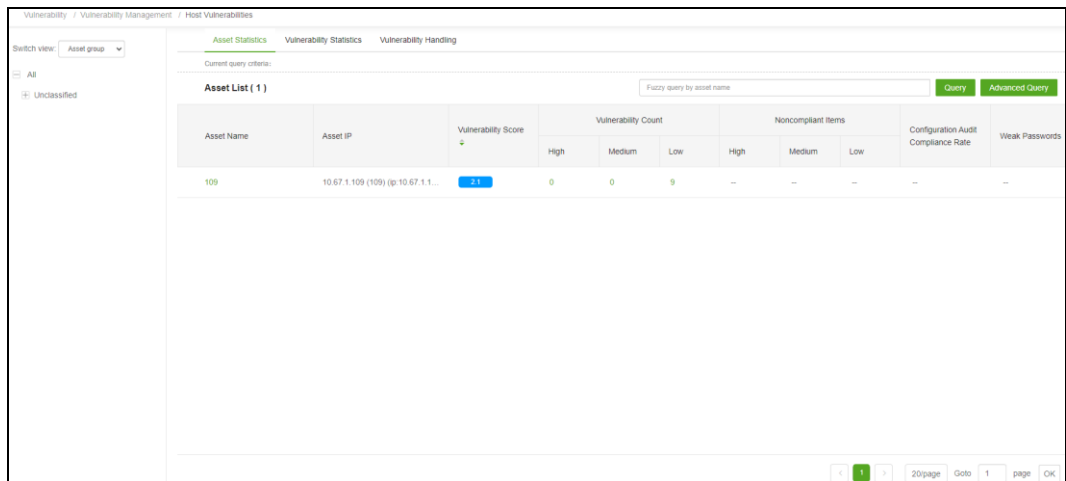 Vulnerability / Vulnerability Management / Host Vulnerabilities
Switch view: Asset group
All
Unclassified
Asset Statistics Vulnerability Statistics Vulnerability Handling
Current query criteria:
Asset List ( 1 )
Fuzzy query by asset name Query Advanced Query
Asset Name Asset IP Vulnerability Score Vulnerability Count Noncompliant Items Configuration Audit Compliance Rate Weak Passwords
High Medium Low High Medium Low
109 10.67.1.109 (109) (ip:10.67.1.1... 2.1 0 0 9 -- -- -- -- --
< 1 > 20/page Goto 1 page OK